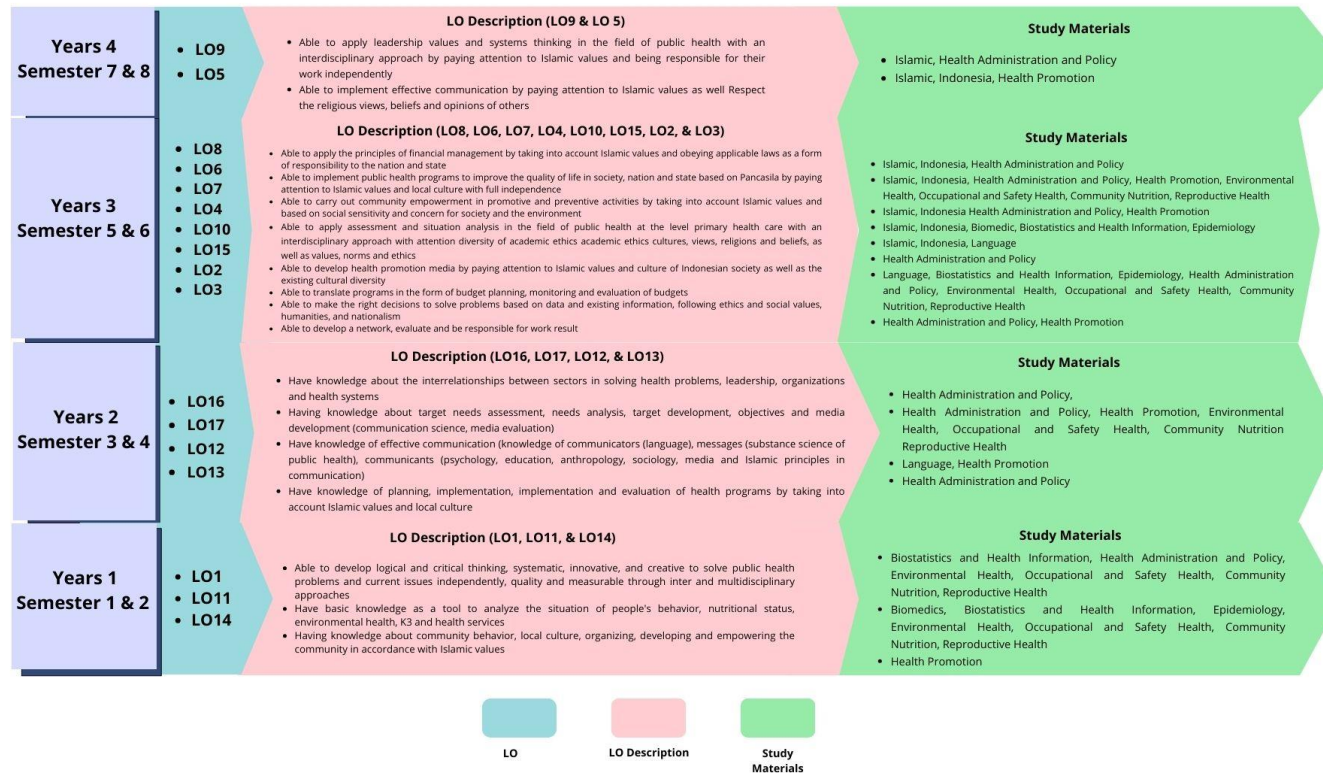 Years 4
Semester 7 & 8
• LO9
• LO5
LO Description (LO9 & LO 5)
• Able to apply leadership values and systems thinking in the field of public health with an
interdisciplinary approach by paying attention to Islamic values and being responsible for their
work independently
• Able to implement effective communication by paying attention to Islamic values as well Respect
the religious views, beliefs and opinions of others
Study Materials
• Islamic, Health Administration and Policy
• Islamic, Indonesia, Health Promotion
Years 3
Semester 5 & 6
• LO8
• LO6
• LO7
• LO4
• LO10
• LO15
• LO2
• LO3
LO Description (LO8, LO6, LO7, LO4, LO10, LO15, LO2, & LO3)
• Able to apply the principles of financial management by taking into account Islamic values and obeying applicable laws as a form
of responsibility to the nation and state
• Able to implement public health programs to improve the quality of life in society, nation and state based on Pancasila by paying
attention to Islamic values and local culture with full independence
• Able to carry out community empowerment in promotive and preventive activities by taking into account Islamic values and
based on social sensitivity and concern for society and the environment
• Able to apply assessment and situation analysis in the field of public health at the level primary health care with an
interdisciplinary approach with attention diversity of academic ethics academic ethics cultures, views, religions and beliefs, as
well as values, norms and ethics
• Able to develop health promotion media by paying attention to Islamic values and culture of Indonesian society as well as the
existing cultural diversity
• Able to translate programs in the form of budget planning, monitoring and evaluation of budgets
• Able to make the right decisions to solve problems based on data and existing information, following ethics and social values,
humanities, and nationalism
• Able to develop a network, evaluate and be responsible for work result
Study Materials
• Islamic, Indonesia, Health Administration and Policy
• Islamic, Indonesia, Health Administration and Policy, Health Promotion, Environmental
Health, Occupational and Safety Health, Community Nutrition, Reproductive Health
• Islamic, Indonesia Health Administration and Policy, Health Promotion
• Islamic, Indonesia, Biomedic, Biostatistics and Health Information, Epidemiology
• Islamic, Indonesia, Language
• Health Administration and Policy
• Language, Biostatistics and Health Information, Epidemiology, Health Administration
and Policy, Environmental Health, Occupational and Safety Health, Community
Nutrition, Reproductive Health
• Health Administration and Policy, Health Promotion
Years 2
Semester 3 & 4
• LO16
• LO17
• LO12
• LO13
LO Description (LO16, LO17, LO12, & LO13)
• Have knowledge about the interrelationships between sectors in solving health problems, leadership, organizations
and health systems
• Having knowledge about target needs assessment, needs analysis, target development, objectives and media
development (communication science, media evaluation)
• Have knowledge of effective communication (knowledge of communicators (language), messages (substance science of
public health), communicants (psychology, education, anthropology, sociology, media and Islamic principles in
communication)
• Have knowledge of planning, implementation, implementation and evaluation of health programs by taking into
account Islamic values and local culture
Study Materials
• Health Administration and Policy,
• Health Administration and Policy, Health Promotion, Environmental
Health, Occupational and Safety Health, Community Nutrition
Reproductive Health
• Language, Health Promotion
• Health Administration and Policy
Years 1
Semester 1 & 2
• LO1
• LO11
• LO14
LO Description (LO1, LO11, & LO14)
• Able to develop logical and critical thinking, systematic, innovative, and creative to solve public health
problems and current issues independently, quality and measurable through inter and multidisciplinary
approaches
• Have basic knowledge as a tool to analyze the situation of people's behavior, nutritional status,
environmental health, K3 and health services
• Having knowledge about community behavior, local culture, organizing, developing and empowering the
community in accordance with Islamic values
Study Materials
• Biostatistics and Health Information, Health Administration and Policy,
Environmental Health, Occupational and Safety Health, Community
Nutrition, Reproductive Health
• Biomedics, Biostatistics and Health Information, Epidemiology,
Environmental Health, Occupational and Safety Health, Community
Nutrition, Reproductive Health
• Health Promotion
LO
LO Description
Study
Materials